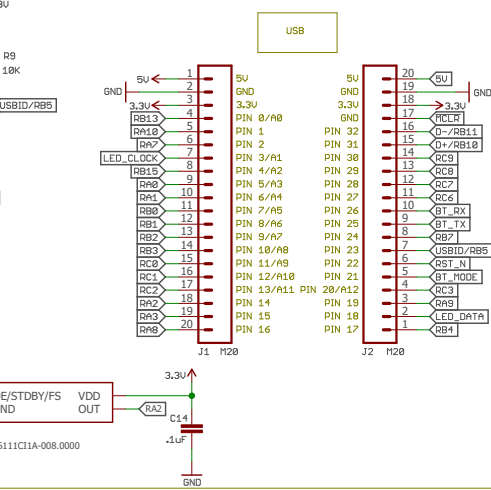 3V
R9
10K
USBID/RB5
USB
5V 1 5V
GND 2 GND
3.3V 3 3.3V
RB13 4 PIN 0/A0
RA10 5 PIN 1
RA7 6 PIN 2
LED_CLOCK 7 PIN 3/A1
RB15 8 PIN 4/A2
RA0 9 PIN 5/A3
RA1 10 PIN 6/A4
RB0 11 PIN 7/A5
RB1 12 PIN 8/A6
RB2 13 PIN 9/A7
RB3 14 PIN 10/A8
RC0 15 PIN 11/A9
RC1 16 PIN 12/A10
RC2 17 PIN 13/A11
RA2 18 PIN 14
RA3 19 PIN 15
RA8 20 PIN 16
J1 M20
5V 20 5V
GND 19 GND
3.3V 18 3.3V
GND 17 MCLR
PIN 32 16 D-/RB11
PIN 31 15 D+/RB10
PIN 30 14 RC9
PIN 29 13 RC8
PIN 28 12 RC7
PIN 27 11 RC6
PIN 26 10 BT_RX
PIN 25 9 BT_TX
PIN 24 8 RB7
PIN 23 7 USBID/RB5
PIN 22 6 RST_N
PIN 21 5 BT_MODE
PIN 20/A12 4 RC3
PIN 19 3 RA9
PIN 18 2 LED_DATA
PIN 17 1 RB4
J2 M20
3.3V
E/STDBY/FS VDD
ND OUT RA2
C14
.1uF
5111CI1A-008.0000
GND